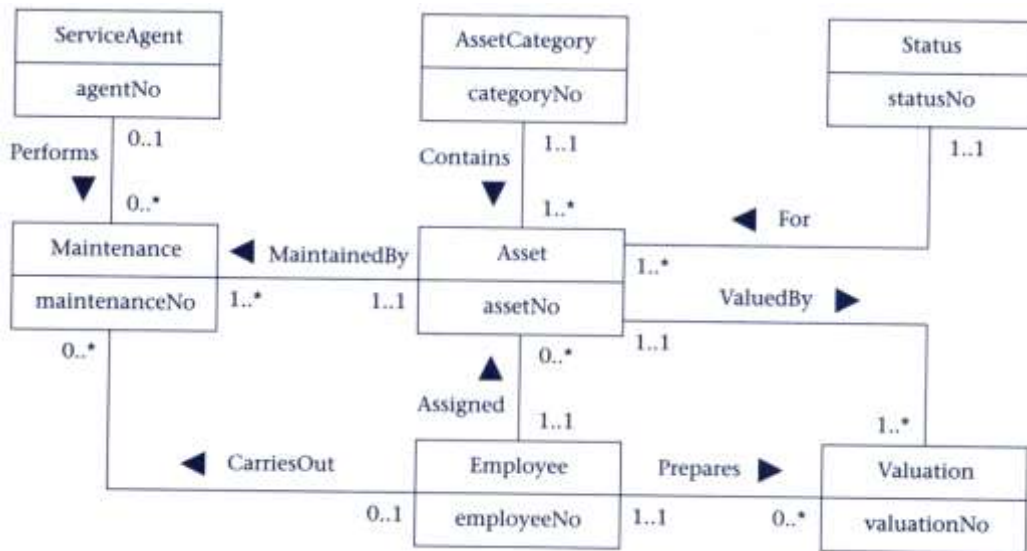 ServiceAgent
agentNo
AssetCategory
categoryNo
Status
statusNo
0..1
Performs
0..*
1..1
Contains
1..*
1..1
For
1..*
Maintenance
maintenanceNo
MaintainedBy
1..*
1..1
Asset
assetNo
ValuedBy
1..1
0..*
0..*
Assigned
1..1
1..*
CarriesOut
0..1
Employee
employeeNo
Prepares
1..1
0..*
Valuation
valuationNo